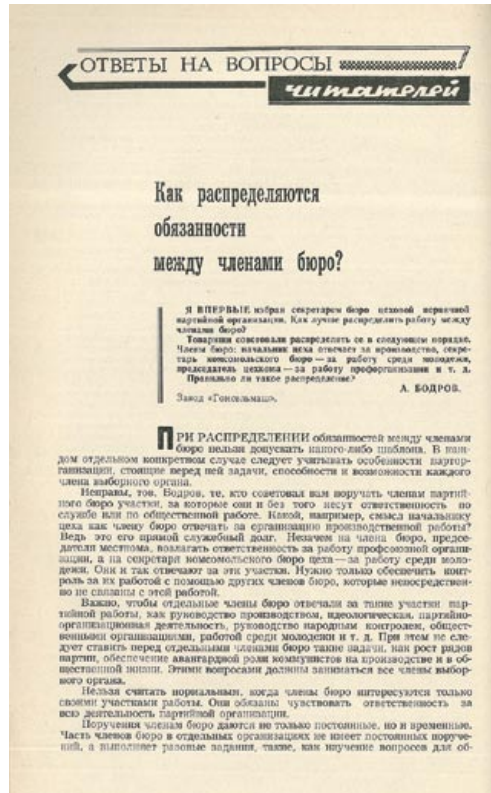 ОТВЕТЫ НА ВОПРОСЫ
читателей
Как распределяются
обязанности
между членами бюро?
Я ВПЕРВЫЕ избран секретарем бюро цеховой первичной
партийной организации. Как лучше распределить работу между
членами бюро?
Товарищи советовали распределить ее в следующем порядке.
Члены бюро: начальник цеха отвечает за производство, секре-
тарь комсомольского бюро — за работу среди молодежи,
председатель цехкома — за работу профорганизации и т. д.
Правильно ли такое распределение?
А. БОДРОВ.
Завод «Гомсельмаш».
ПРИ РАСПРЕДЕЛЕНИИ обязанностей между членами
бюро нельзя допускать какого-либо шаблона. В каж-
дом отдельном конкретном случае следует учитывать особенности партор-
ганизации, стоящие перед ней задачи, способности и возможности каждого
члена выборного органа.
Неправы, тов. Бодров, те, кто советовал вам поручать членам партий-
ного бюро участки, за которые они и без того несут ответственность по
службе или по общественной работе. Какой, например, смысл начальнику
цеха как члену бюро отвечать за организацию производственной работы?
Ведь это его прямой служебный долг. Незачем на члена бюро, предсе-
дателя месткома, возлагать ответственность за работу профсоюзной органи-
зации, а на секретаря комсомольского бюро цеха — за работу среди моло-
дежи. Они и так отвечают за эти участки. Нужно только обеспечить конт-
роль за их работой с помощью других членов бюро, которые непосредствен-
но не связаны с этой работой.
Важно, чтобы отдельные члены бюро отвечали за такие участки пар-
тийной работы, как руководство производством, идеологическая, партийно-
организационная деятельность, руководство народным контролем, общест-
венными организациями, работой среди молодежи и т. д. При этом не сле-
дует ставить перед отдельными членами бюро такие задачи, как рост рядов
партии, обеспечение авангардной роли коммунистов на производстве и в об-
щественной жизни. Этими вопросами должны заниматься все члены выбор-
ного органа.
Нельзя считать нормальным, когда члены бюро интересуются только
своими участками работы. Они обязаны чувствовать ответственность за
всю деятельность партийной организации.
Поручения членам бюро даются не только постоянные, но и временные.
Часть членов бюро в отдельных организациях не имеет постоянных поруче-
ний, а выполняет разовые задания, такие, как изучение вопросов для об-